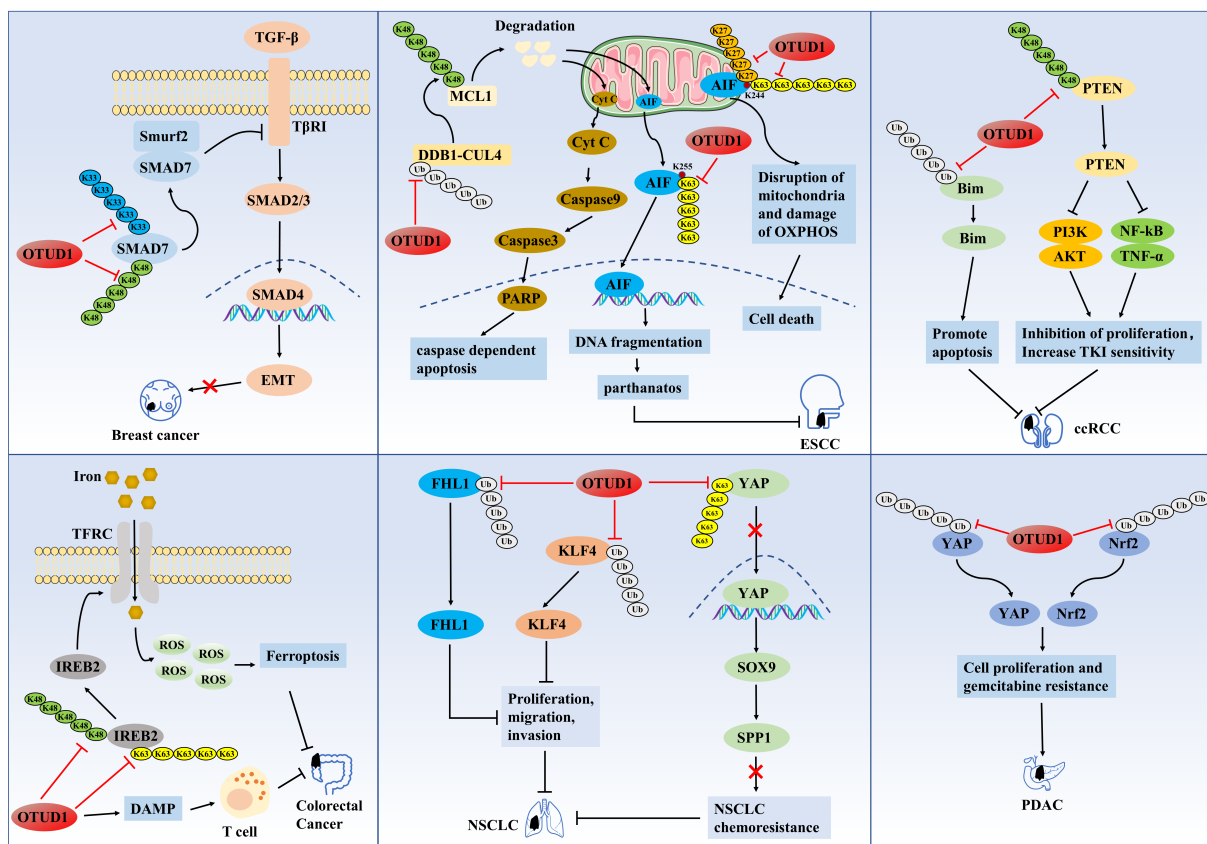 TGF-β
TβRI
Smurf2
SMAD7
K33
K33
K33
K33
K33
SMAD7
OTUD1
K48
K48
K48
K48
K48
SMAD2/3
SMAD4
EMT
Breast cancer
K48
K48
K48
K48
K48
MCL1
Degradation
DDB1-CUL4
Ub
Ub
Ub
Ub
Ub
OTUD1
Cyt C
AIF
Cyt C
Caspase9
Caspase3
PARP
caspase dependent
apoptosis
K27
K27
K27
K27
K27
OTUD1
AIF
K63
K63
K63
K63
K63
K244
OTUD1
K255
AIF
K63
K63
K63
K63
K63
AIF
DNA fragmentation
parthanatos
Disruption of
mitochondria
and damage
of OXPHOS
Cell death
ESCC
K48
K48
K48
K48
K48
PTEN
OTUD1
Ub
Ub
Ub
Ub
Ub
Bim
Bim
PTEN
PI3K
AKT
NF-kB
TNF-α
Promote
apoptosis
Inhibition of proliferation,
Increase TKI sensitivity
ccRCC
Iron
TFRC
IREB2
ROS
ROS
ROS
ROS
Ferroptosis
K48
K48
K48
K48
K48
IREB2
K63
K63
K63
K63
K63
OTUD1
DAMP
T cell
Colorectal
Cancer
FHL1
Ub
Ub
Ub
Ub
Ub
OTUD1
K63
K63
K63
K63
K63
YAP
KLF4
Ub
Ub
Ub
Ub
Ub
FHL1
KLF4
YAP
SOX9
SPP1
Proliferation,
migration,
invasion
NSCLC
NSCLC
chemoresistance
Ub
Ub
Ub
Ub
Ub
YAP
OTUD1
Ub
Ub
Ub
Ub
Ub
Nrf2
YAP
Nrf2
Cell proliferation and
gemcitabine resistance
PDAC